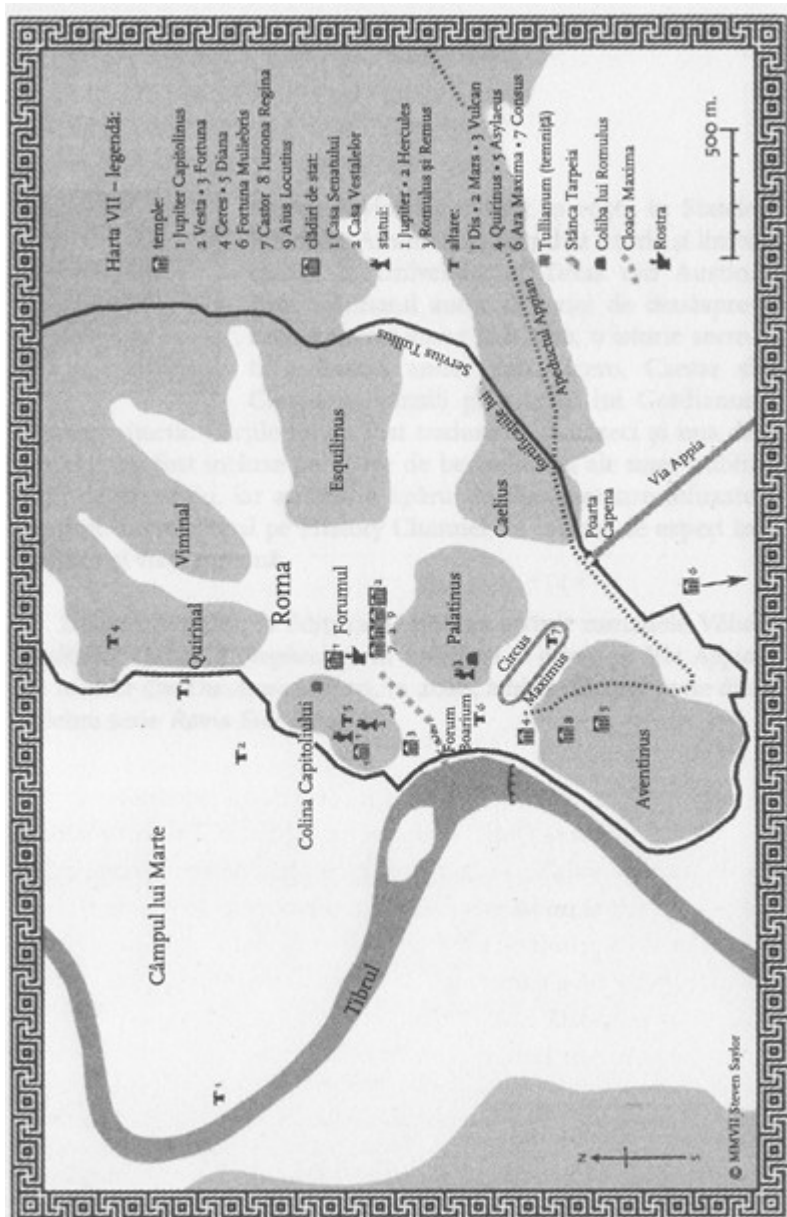 Harta VII – legendă:
temple:
1 Jupiter Capitolinus
2 Vesta • 3 Fortuna
4 Ceres • 5 Diana
6 Fortuna Muliebris
7 Castor 8 Iunona Regina
9 Aius Locutius
clădiri de stat:
1 Casa Senatului
2 Casa Vestalelor
statui:
1 Jupiter • 2 Hercules
3 Romulus și Remus
altare:
1 Dis • 2 Mars • 3 Vulcan
4 Quirinus • 5 Asylaeus
6 Ara Maxima • 7 Consus
Tullianum (temniță)
Stânca Tarpeia
Coliba lui Romulus
Cloaca Maxima
Rostra
500 m.
Câmpul lui Marte
Quirinal
Viminal
Esquilinus
Roma
Colina Capitoliului
Forumul
Palatinus
Caelius
Fortificațiile lui Servius Tullius
Apeductul Appian
Tibrul
Forum
Boarium
Circus
Maximus
Aventinus
Poarta
Capena
Via Appia
N
S
© MMVII Steven Saylor